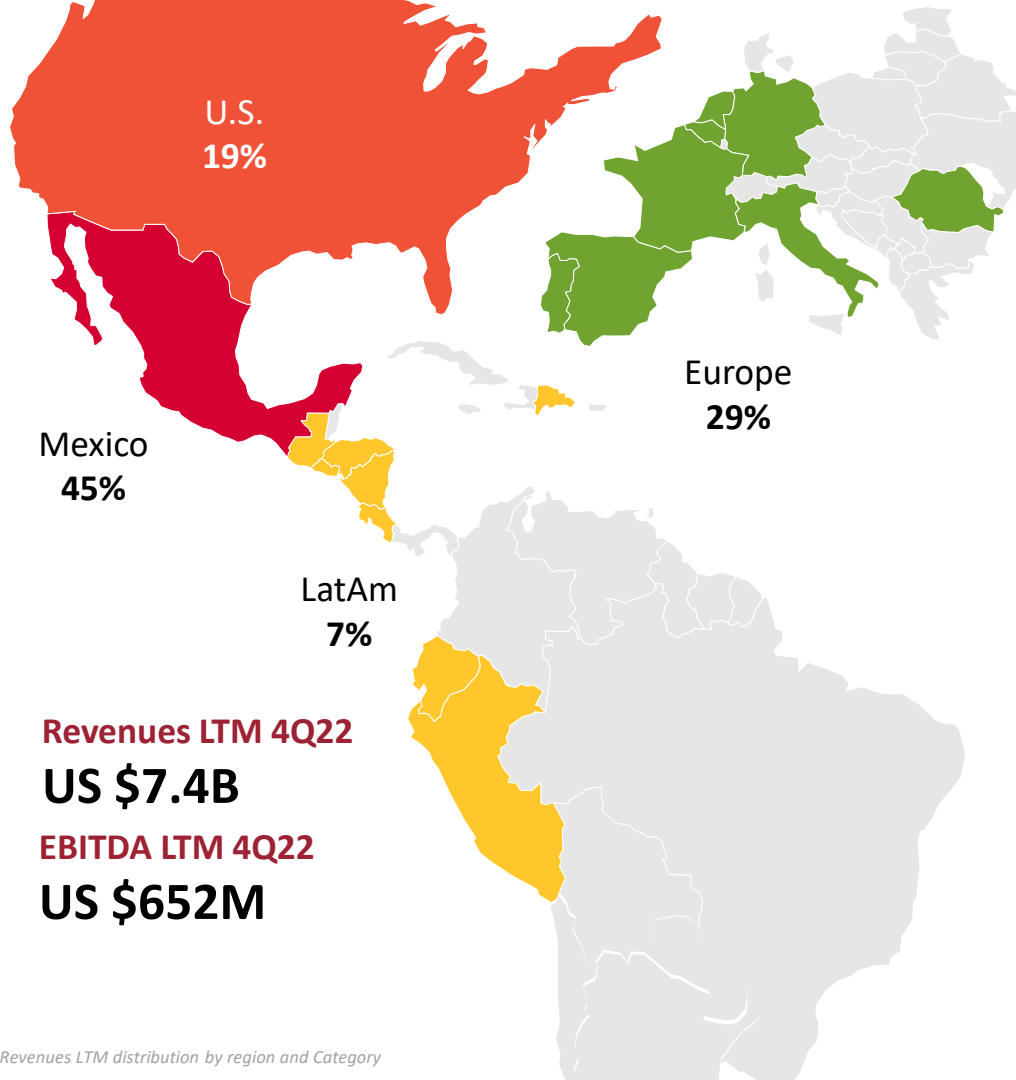 U.S.
19%
Europe
29%
Mexico
45%
LatAm
7%
Revenues LTM 4Q22
US $7.4B
EBITDA LTM 4Q22
US $652M
Revenues LTM distribution by region and Category